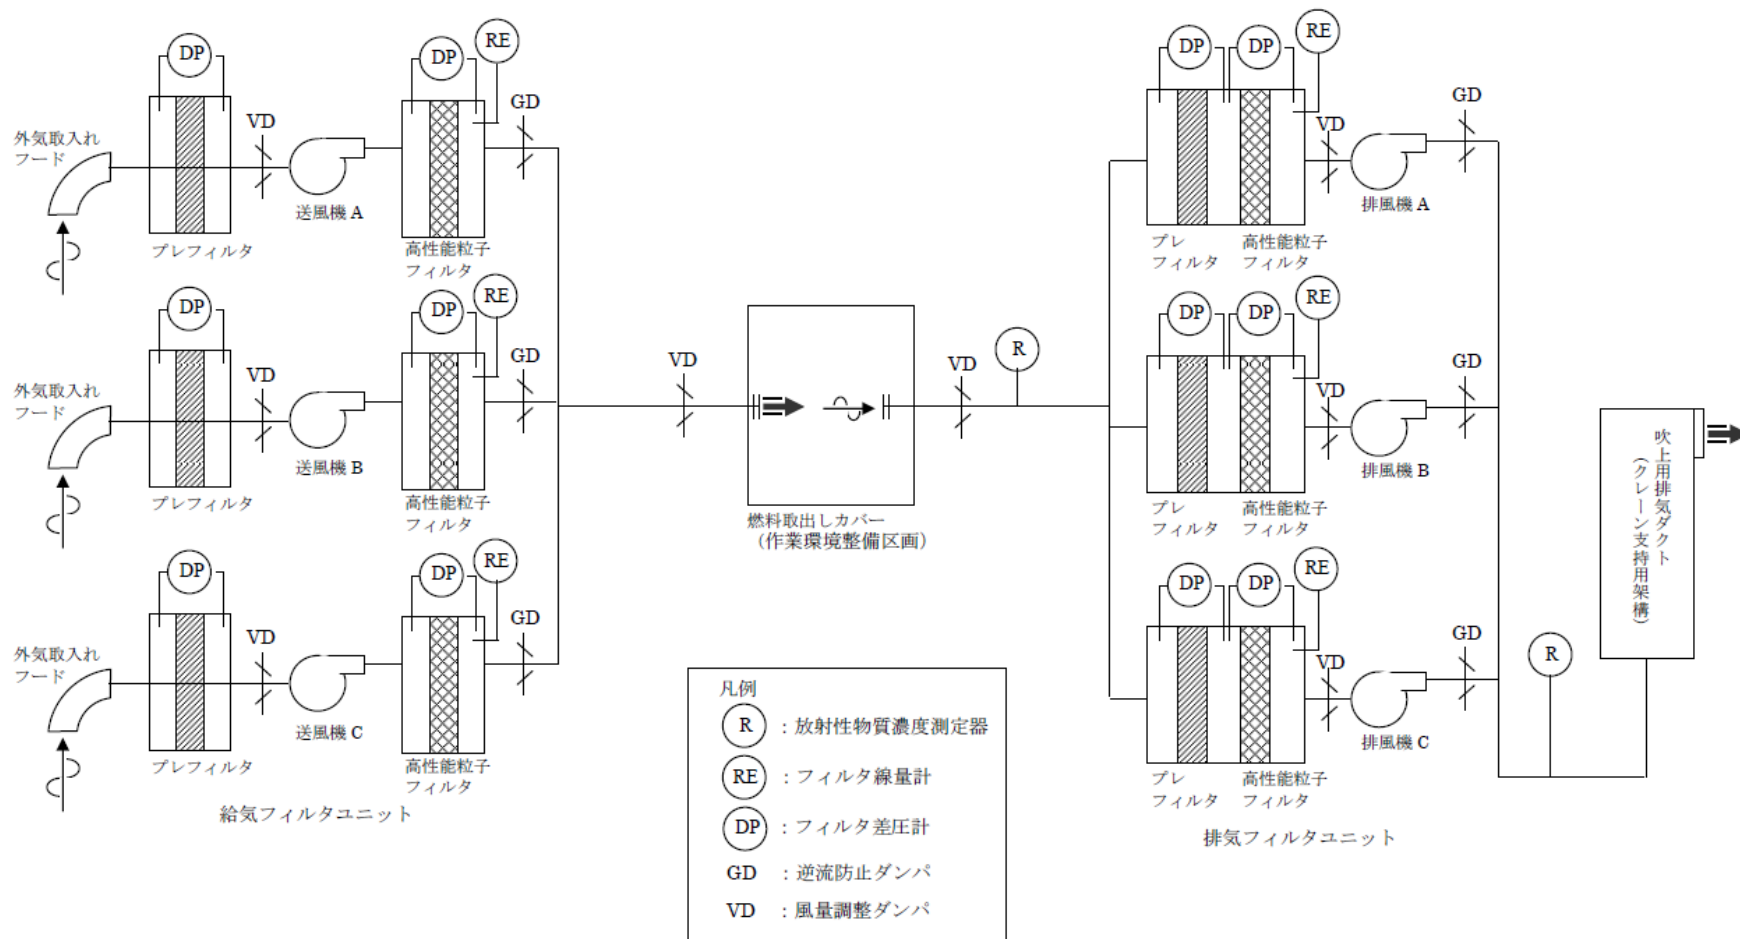 DP
DP
RE
VD
GD
外気取入れ
フード
送風機 A
プレフィルタ
高性能粒子
フィルタ
DP
DP
RE
VD
GD
外気取入れ
フード
送風機 B
プレフィルタ
高性能粒子
フィルタ
DP
DP
RE
VD
GD
外気取入れ
フード
送風機 C
プレフィルタ
高性能粒子
フィルタ
給気フィルタユニット
VD
燃料取出しカバー
（作業環境整備区画）
VD
R
DP
DP
RE
VD
GD
排風機 A
プレ
フィルタ
高性能粒子
フィルタ
DP
DP
RE
VD
GD
排風機 B
プレ
フィルタ
高性能粒子
フィルタ
DP
DP
RE
VD
GD
排風機 C
プレ
フィルタ
高性能粒子
フィルタ
排気フィルタユニット
R
吹上用排気ダクト
（クレーン支持用架構）
凡例
R ：放射性物質濃度測定器
RE ：フィルタ線量計
DP ：フィルタ差圧計
GD ：逆流防止ダンパ
VD ：風量調整ダンパ